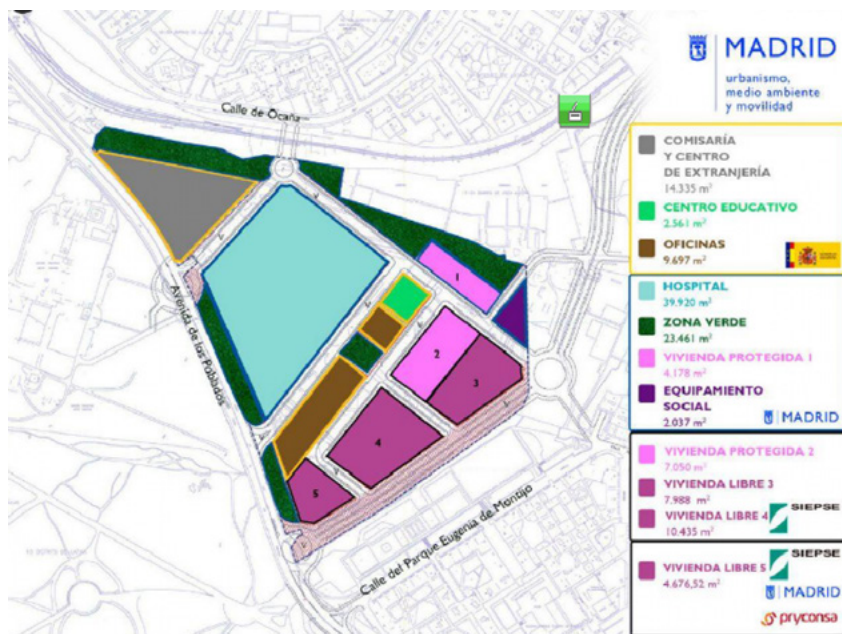 MADRID
urbanismo,
medio ambiente
y movilidad
Calle de Ocaña
Avenida de los Poblados
Calle del Parque Eugenia de Montijo
1
2
3
4
5
COMISARÍA
Y CENTRO
DE EXTRANJERÍA
14.335 m²
CENTRO EDUCATIVO
2.561 m²
OFICINAS
9.697 m²
HOSPITAL
39.920 m²
ZONA VERDE
23.461 m²
VIVIENDA PROTEGIDA 1
4.178 m²
EQUIPAMIENTO
SOCIAL
2.037 m²
MADRID
VIVIENDA PROTEGIDA 2
7.050 m²
VIVIENDA LIBRE 3
7.988 m²
SIEPSE
VIVIENDA LIBRE 4
10.435 m²
SIEPSE
VIVIENDA LIBRE 5
4.676,52 m²
MADRID
pryconsa